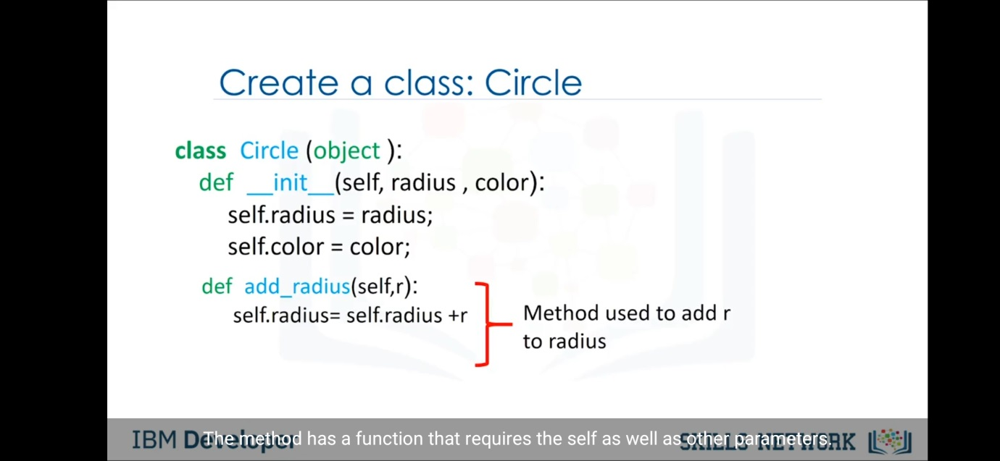 Create a class: Circle
class Circle (object ):
def __init__(self, radius , color):
self.radius = radius;
self.color = color;
def add_radius(self,r):
self.radius= self.radius +r
Method used to add r
to radius
IBM Developer
The method has a function that requires the self as well as other parameters.
SKILLS NETWORK